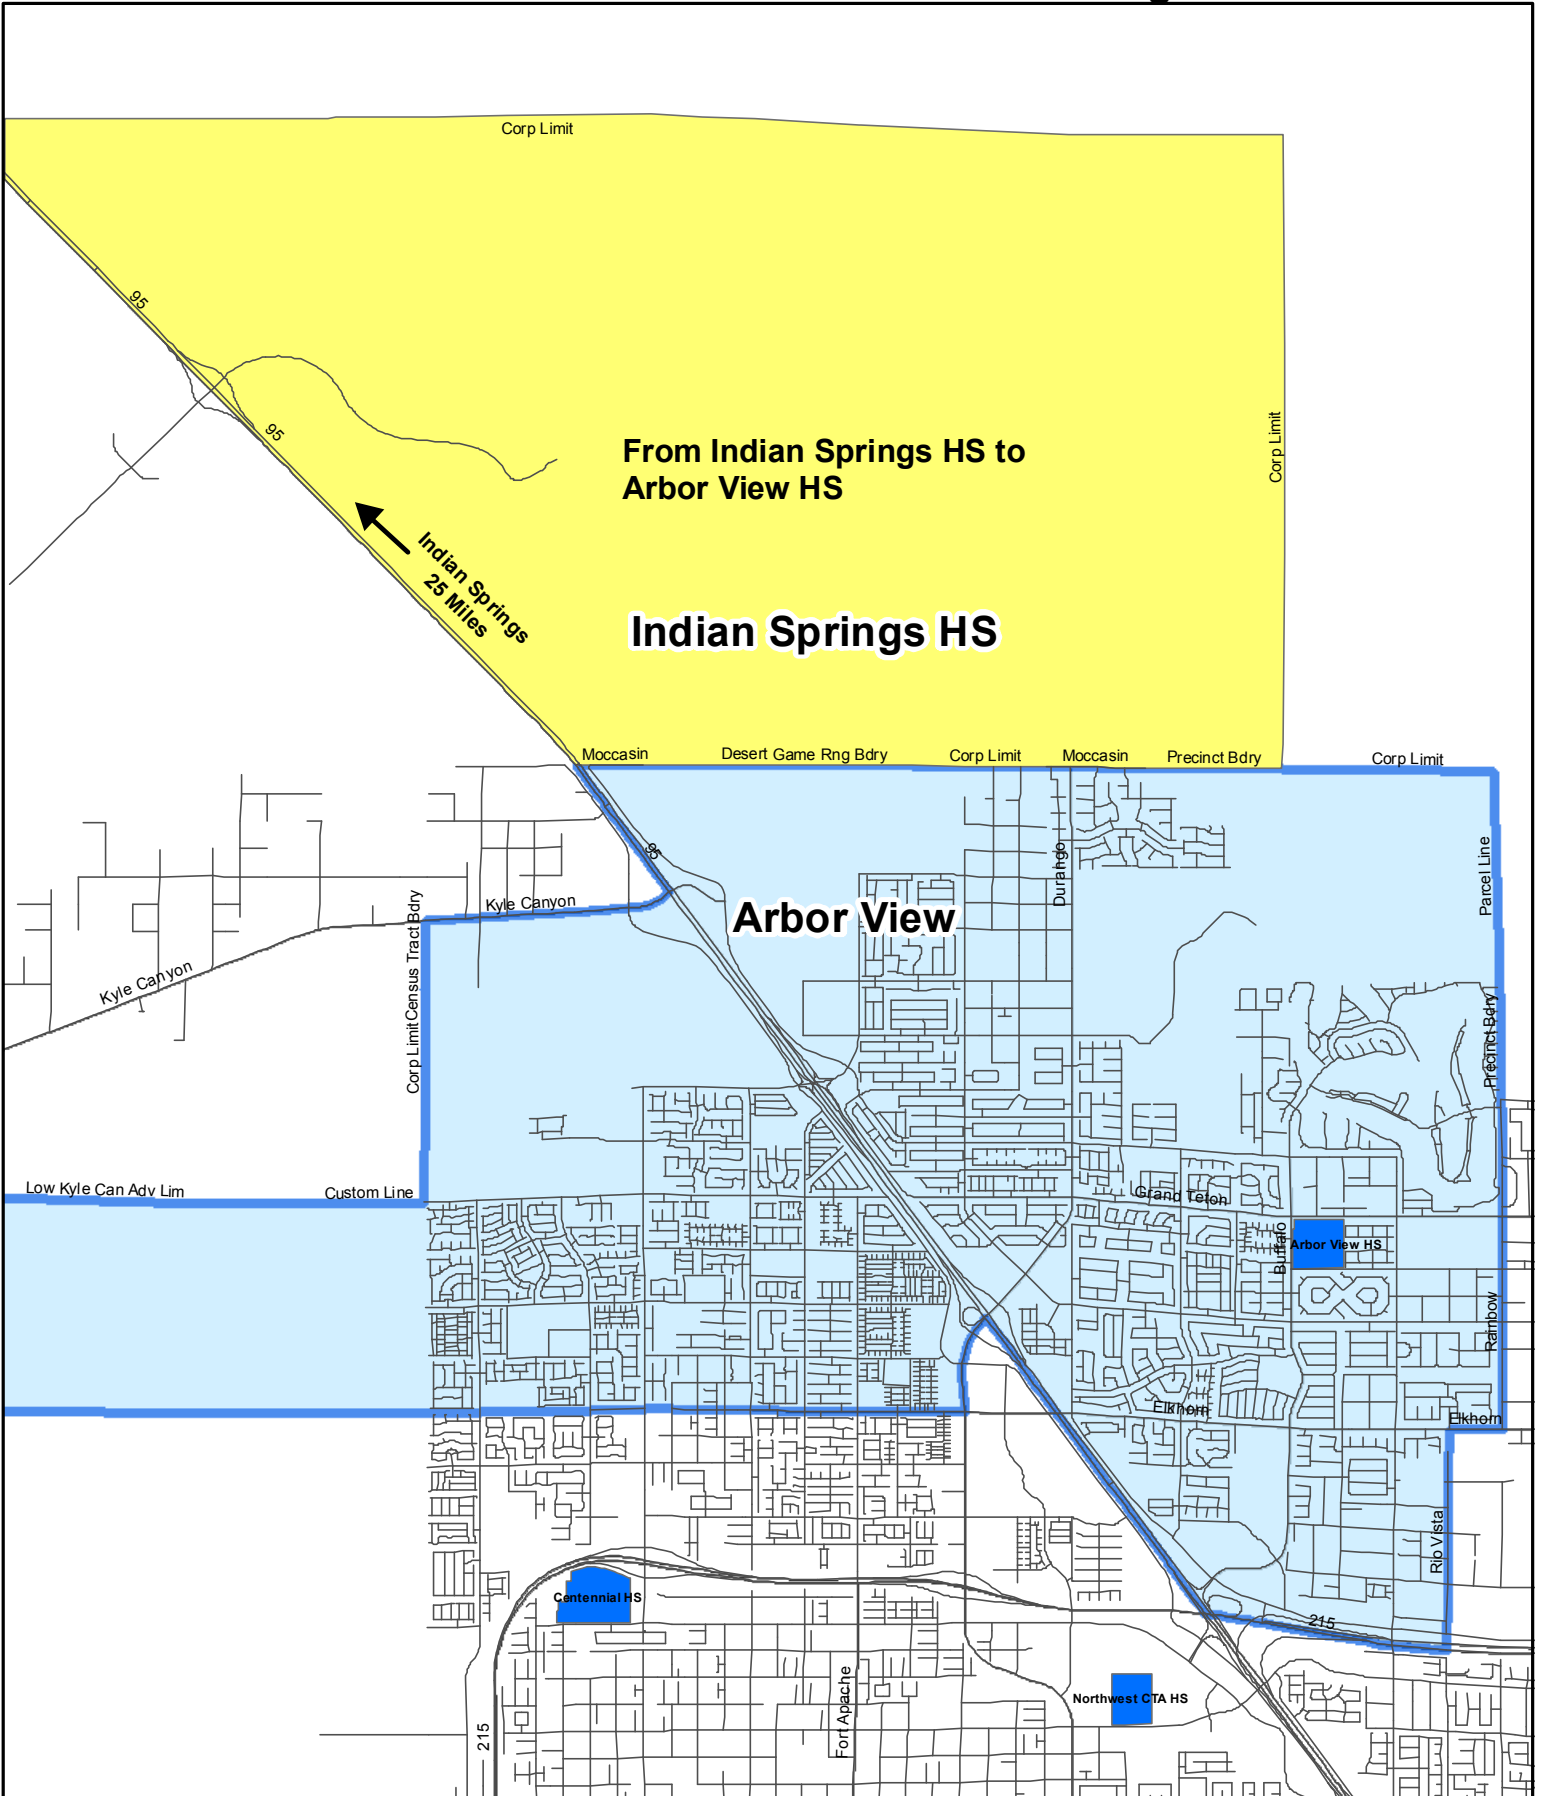 Corp Limit
95
95
Corp Limit
From Indian Springs HS to
Arbor View HS
Indian Springs
25 Miles
Indian Springs HS
Moccasin
Desert Game Rng Bdry
Corp Limit
Moccasin
Precinct Bdry
Corp Limit
95
Durango
Parcel Line
Kyle Canyon
Arbor View
Census Tract Bdry
Kyle Canyon
Corp Limit
Precinct Bdry
Low Kyle Can Adv Lim
Custom Line
Grand Teton
Buffalo
Arbor View HS
Rainbow
Elkhorn
Elkhorn
Rio Vista
Centennial HS
215
Northwest CTA HS
Fort Apache
215